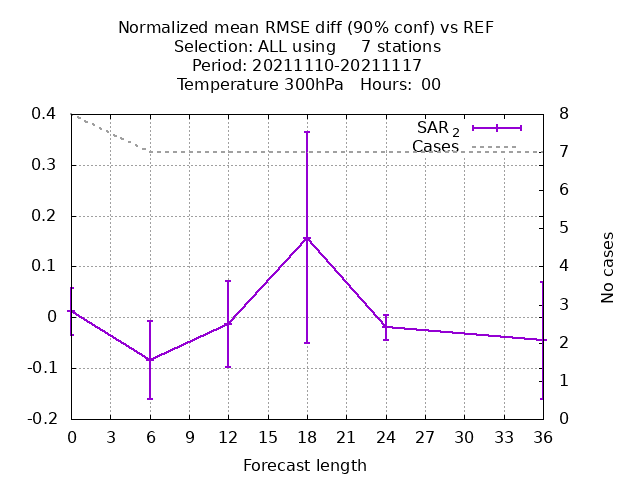 Normalized mean RMSE diff (90% conf) vs REF
Selection: ALL using     7 stations
Period: 20211110-20211117
Temperature 300hPa   Hours:  00
0.4
0.3
0.2
0.1
0
-0.1
-0.2
8
7
6
5
4
3
2
1
0
SAR 2
Cases
No cases
0 3 6 9 12 15 18 21 24 27 30 33 36
Forecast length